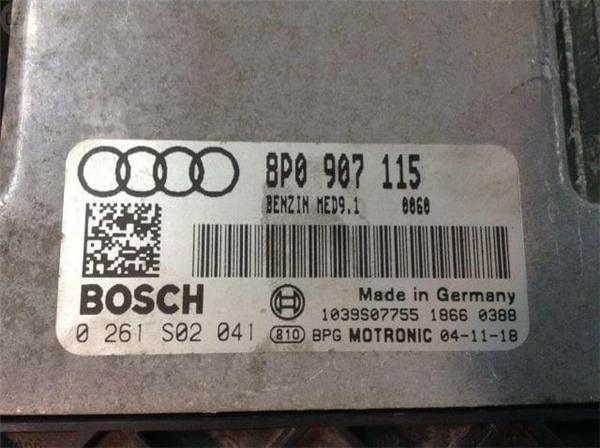 8P0 907 115
BENZIN MED9.1 0060
BOSCH
Made in Germany
1039S07755 1866 0388
0 261 S02 041
810 BPG MOTRONIC 04-11-18